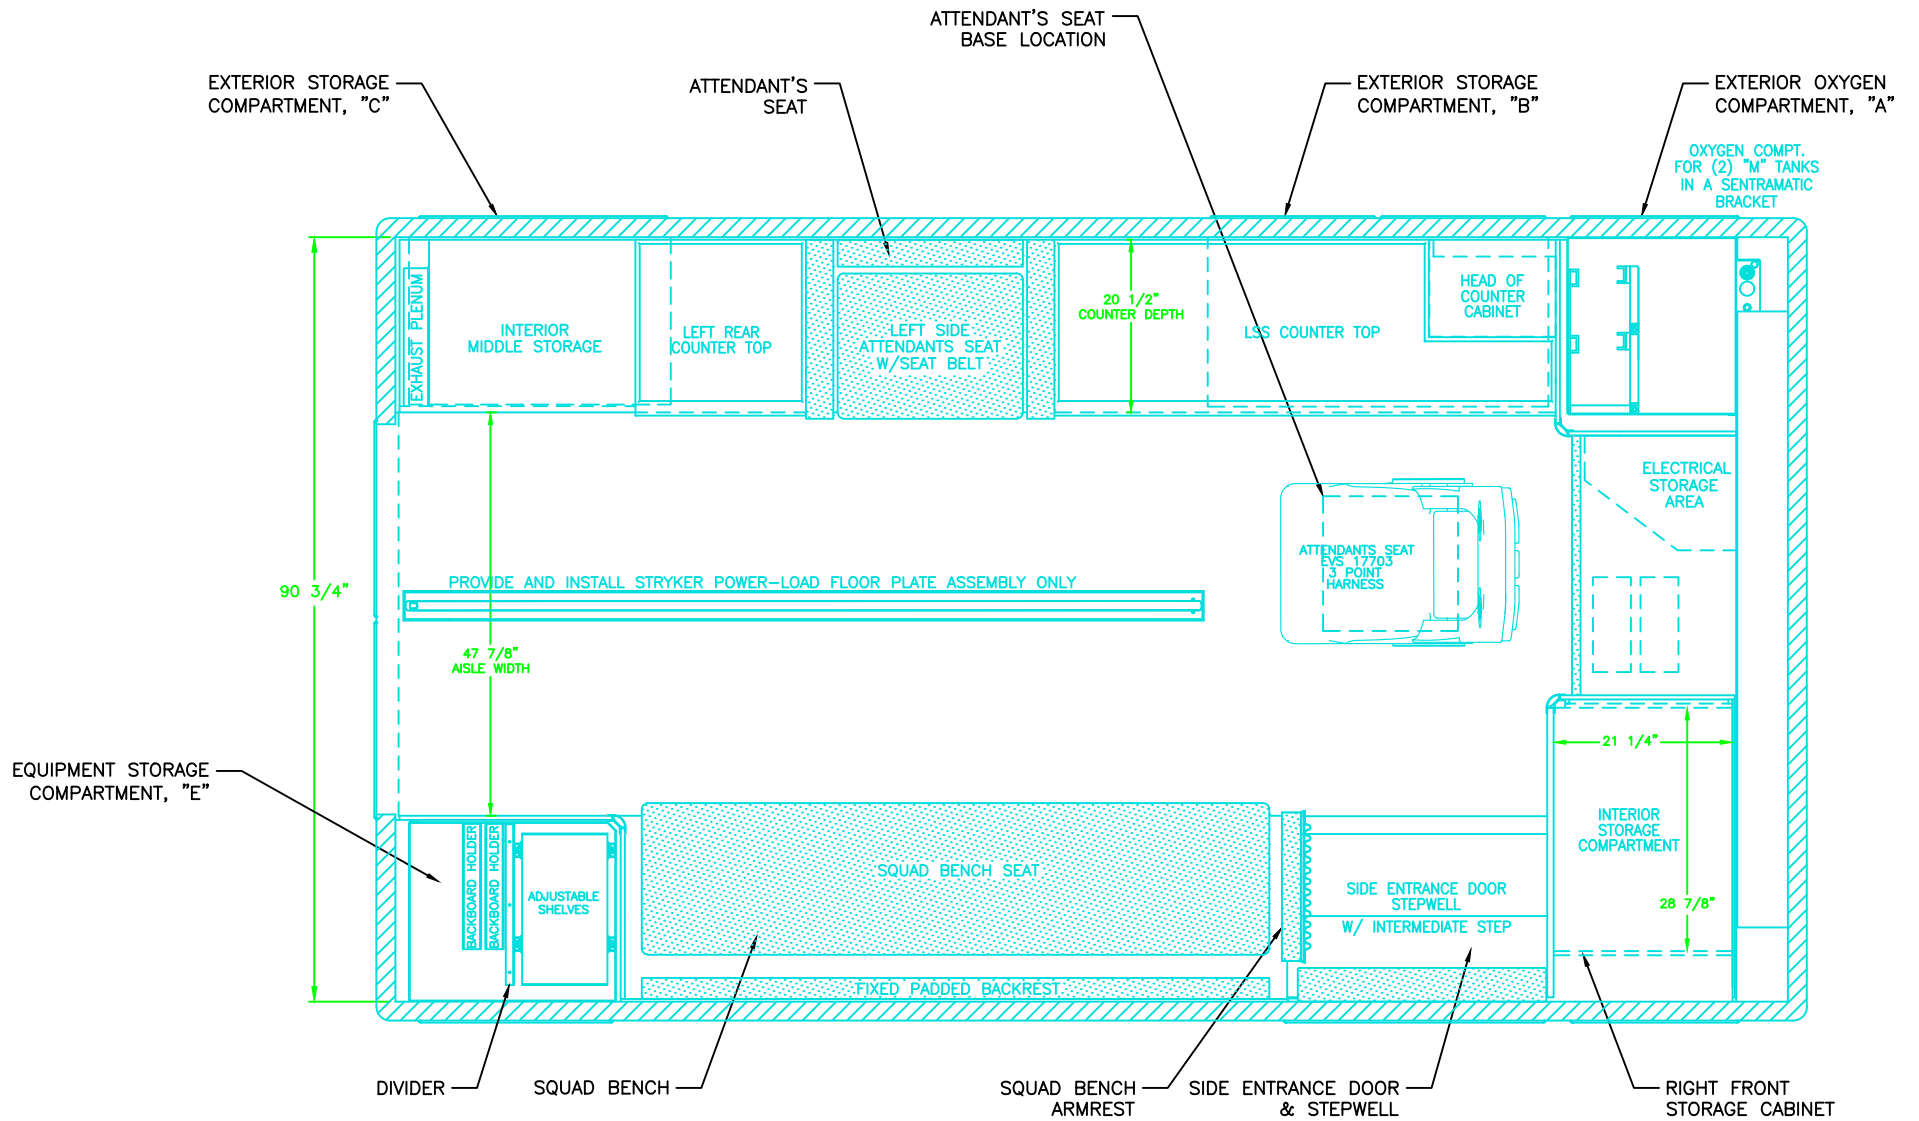 ATTENDANT'S SEAT
BASE LOCATION
EXTERIOR STORAGE
COMPARTMENT, "C"
ATTENDANT'S
SEAT
EXTERIOR STORAGE
COMPARTMENT, "B"
EXTERIOR OXYGEN
COMPARTMENT, "A"
OXYGEN COMPT.
FOR (2) "M" TANKS
IN A SENTRAMATIC
BRACKET
EXHAUST PLENUM
INTERIOR
MIDDLE STORAGE
LEFT REAR
COUNTER TOP
LEFT SIDE
ATTENDANTS SEAT
W/SEAT BELT
20 1/2"
COUNTER DEPTH
LSS COUNTER TOP
HEAD OF
COUNTER
CABINET
ELECTRICAL
STORAGE
AREA
ATTENDANTS SEAT
EVS 17703
3 POINT
HARNESS
PROVIDE AND INSTALL STRYKER POWER-LOAD FLOOR PLATE ASSEMBLY ONLY
90 3/4"
47 7/8"
AISLE WIDTH
21 1/4"
EQUIPMENT STORAGE
COMPARTMENT, "E"
INTERIOR
STORAGE
COMPARTMENT
28 7/8"
BACKBOARD HOLDER
BACKBOARD HOLDER
ADJUSTABLE
SHELVES
SQUAD BENCH SEAT
SIDE ENTRANCE DOOR
STEPWELL
W/ INTERMEDIATE STEP
FIXED PADDED BACKREST
DIVIDER
SQUAD BENCH
SQUAD BENCH
ARMREST
SIDE ENTRANCE DOOR
& STEPWELL
RIGHT FRONT
STORAGE CABINET